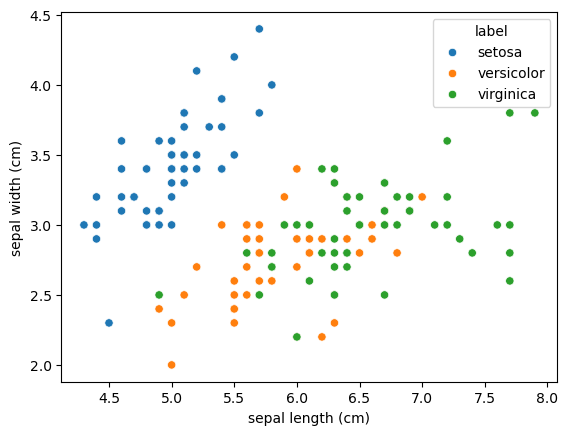 4.5
4.0
3.5
3.0
2.5
2.0
sepal width (cm)
label
setosa
versicolor
virginica
4.5 5.0 5.5 6.0 6.5 7.0 7.5 8.0
sepal length (cm)